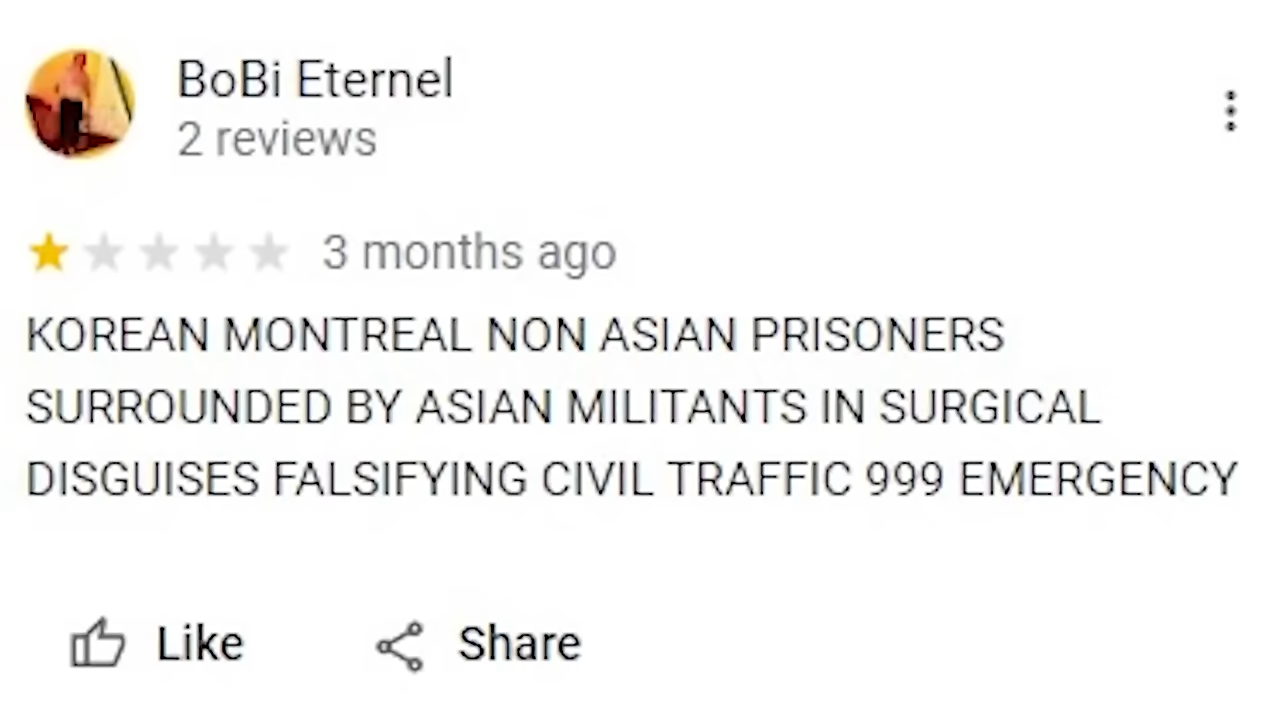 BoBi Eternel
2 reviews
3 months ago
KOREAN MONTREAL NON ASIAN PRISONERS
SURROUNDED BY ASIAN MILITANTS IN SURGICAL
DISGUISES FALSIFYING CIVIL TRAFFIC 999 EMERGENCY
Like Share